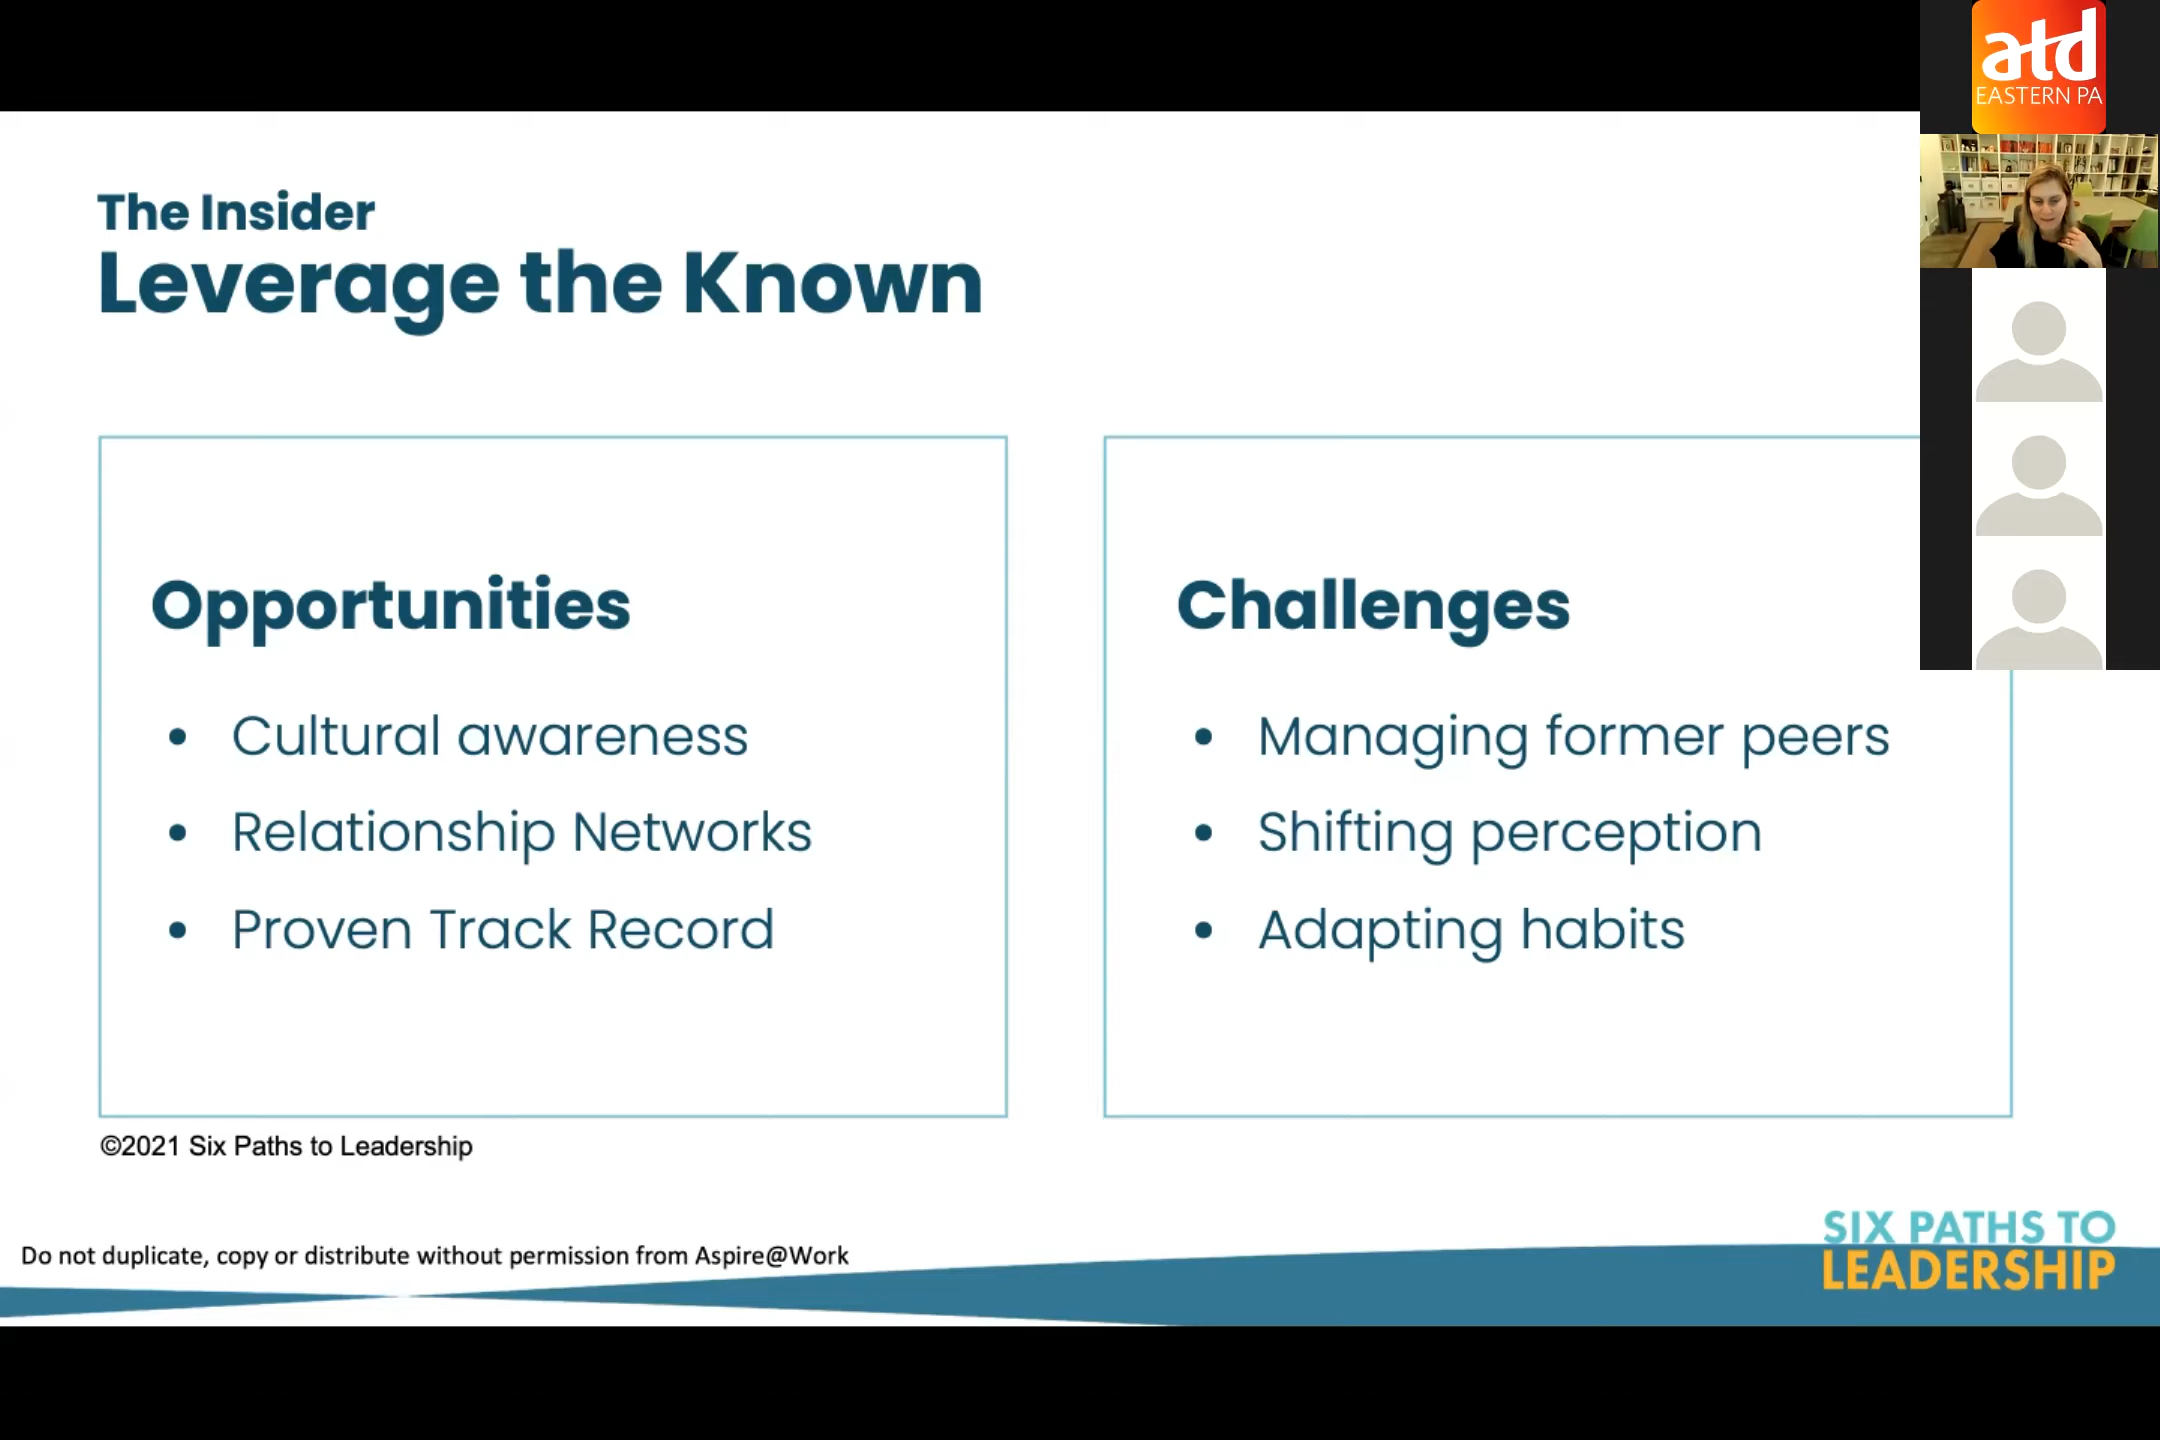 atd
EASTERN PA
The Insider
Leverage the Known
Opportunities
• Cultural awareness
• Relationship Networks
• Proven Track Record
Challenges
• Managing former peers
• Shifting perception
• Adapting habits
©2021 Six Paths to Leadership
Do not duplicate, copy or distribute without permission from Aspire@Work
SIX PATHS TO
LEADERSHIP